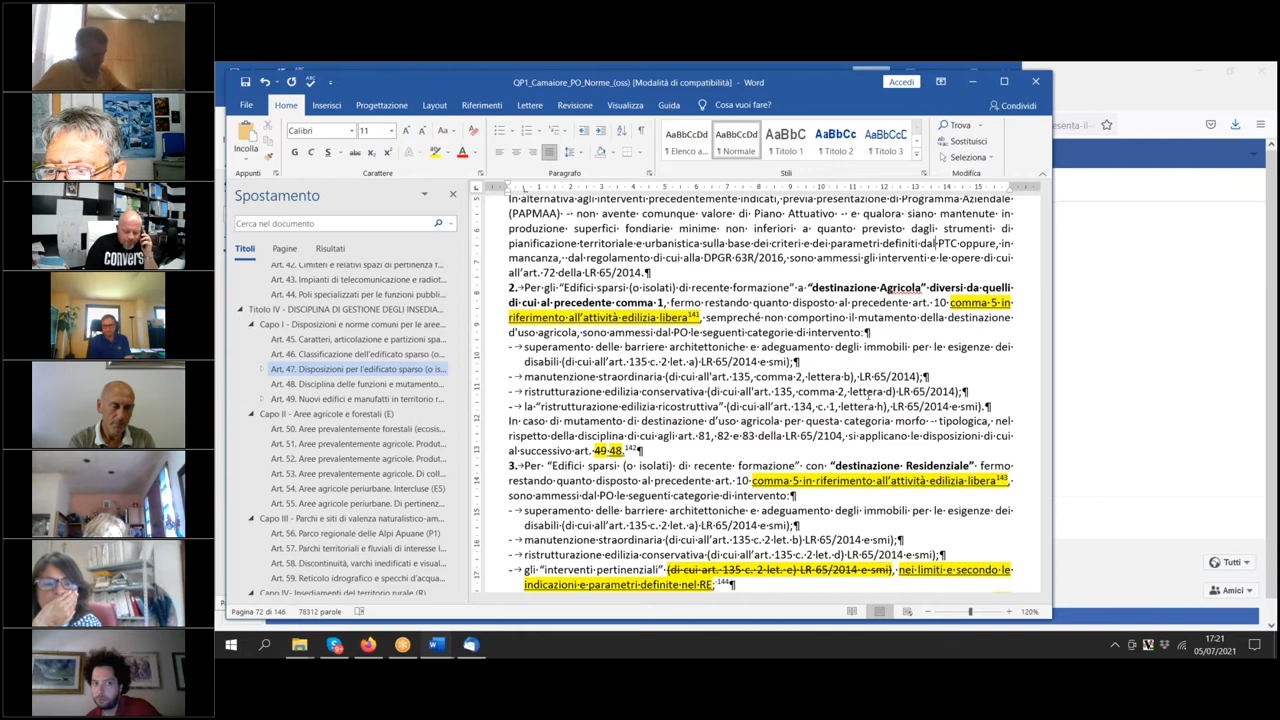 QP1_Camaiore_PO_Norme_(oss) [Modalità di compatibilità] - Word
Accedi
File Home Inserisci Progettazione Layout Riferimenti Lettere Revisione Visualizza Guida Cosa vuoi fare? Condividi
Incolla
Calibri 11
G C S abc x₂ x²
AaBbCcDd AaBbCcDd AaBbC AaBbCc AaBbCcD
¶ Elenco a... ¶ Normale ¶ Titolo 1 ¶ Titolo 2 ¶ Titolo 3
Trova
Sostituisci
Seleziona
Appunti Carattere Paragrafo Stili Modifica
Spostamento
Cerca nel documento
Titoli Pagine Risultati
Art. 42. Cimiteri e relativi spazi di pertinenza f...
Art. 43. Impianti di telecomunicazione e radiot...
Art. 44. Poli specializzati per le funzioni pubbli...
Titolo IV - DISCIPLINA DI GESTIONE DEGLI INSEDIA...
Capo I - Disposizioni e norme comuni per le aree...
Art. 45. Caratteri, articolazione e partizioni spa...
Art. 46. Classificazione dell'edificato sparso (o...
Art. 47. Disposizioni per l'edificato sparso (o is...
Art. 48. Disciplina delle funzioni e mutamento...
Art. 49. Nuovi edifici e manufatti in territorio r...
Capo II - Aree agricole e forestali (E)
Art. 50. Aree prevalentemente forestali (ecosis...
Art. 51. Aree prevalentemente agricole. Produt...
Art. 52. Aree prevalentemente agricole. Produt...
Art. 53. Aree prevalentemente agricole. Di coll...
Art. 54. Aree agricole periurbane. Intercluse (E5)
Art. 55. Aree agricole periurbane. Di pertinenz...
Capo III - Parchi e siti di valenza naturalistico-am...
Art. 56. Parco regionale delle Alpi Apuane (P1)
Art. 57. Parchi territoriali e fluviali di interesse l...
Art. 58. Discontinuità, varchi inedificati e visual...
Art. 59. Reticolo idrografico e specchi d'acqua...
Capo IV - Insediamenti del territorio rurale (R)
In alternativa agli interventi precedentemente indicati, previa presentazione di Programma Aziendale
(PAPMAA) - non avente comunque valore di Piano Attuativo - e qualora siano mantenute in
produzione superfici fondiarie minime non inferiori a quanto previsto dagli strumenti di
pianificazione territoriale e urbanistica sulla base dei criteri e dei parametri definiti dal PTC oppure, in
mancanza, dal regolamento di cui alla DPGR 63R/2016, sono ammessi gli interventi e le opere di cui
all'art. 72 della LR 65/2014.¶
2. Per gli "Edifici sparsi (o isolati) di recente formazione" a "destinazione Agricola" diversi da quelli
di cui al precedente comma 1, fermo restando quanto disposto al precedente art. 10 comma 5 in
riferimento all'attività edilizia libera141, sempreché non comportino il mutamento della destinazione
d'uso agricola, sono ammessi dal PO le seguenti categorie di intervento:¶
- → superamento delle barriere architettoniche e adeguamento degli immobili per le esigenze dei
disabili (di cui all'art. 135 c. 2 let. a) LR 65/2014 e smi);¶
- → manutenzione straordinaria (di cui all'art. 135, comma 2, lettera b), LR 65/2014);¶
- → ristrutturazione edilizia conservativa (di cui all'art. 135, comma 2, lettera d) LR 65/2014);¶
- → la "ristrutturazione edilizia ricostruttiva" (di cui all'art. 134, c. 1, lettera h), LR 65/2014 e smi).¶
In caso di mutamento di destinazione d'uso agricola per questa categoria morfo - tipologica, nel
rispetto della disciplina di cui agli art. 81, 82 e 83 della LR 65/2104, si applicano le disposizioni di cui
al successivo art. 49 48.142¶
3. Per "Edifici sparsi (o isolati) di recente formazione" con "destinazione Residenziale" fermo
restando quanto disposto al precedente art. 10 comma 5 in riferimento all'attività edilizia libera143,
sono ammessi dal PO le seguenti categorie di intervento:¶
- → superamento delle barriere architettoniche e adeguamento degli immobili per le esigenze dei
disabili (di cui all'art. 135 c. 2 let. a) LR 65/2014 e smi);¶
- → manutenzione straordinaria (di cui all'art. 135 c. 2 let. b) LR 65/2014 e smi);¶
- → ristrutturazione edilizia conservativa (di cui all'art. 135 c. 2 let. d) LR 65/2014 e smi);¶
- → gli "interventi pertinenziali" (di cui art. 135 c. 2 let. e) LR 65/2014 e smi), nei limiti e secondo le
indicazioni e parametri definite nel RE;144¶
Pagina 72 di 146 78312 parole 120%
esenta-il
Tutti
Amici
17:21
05/07/2021
CONVERS